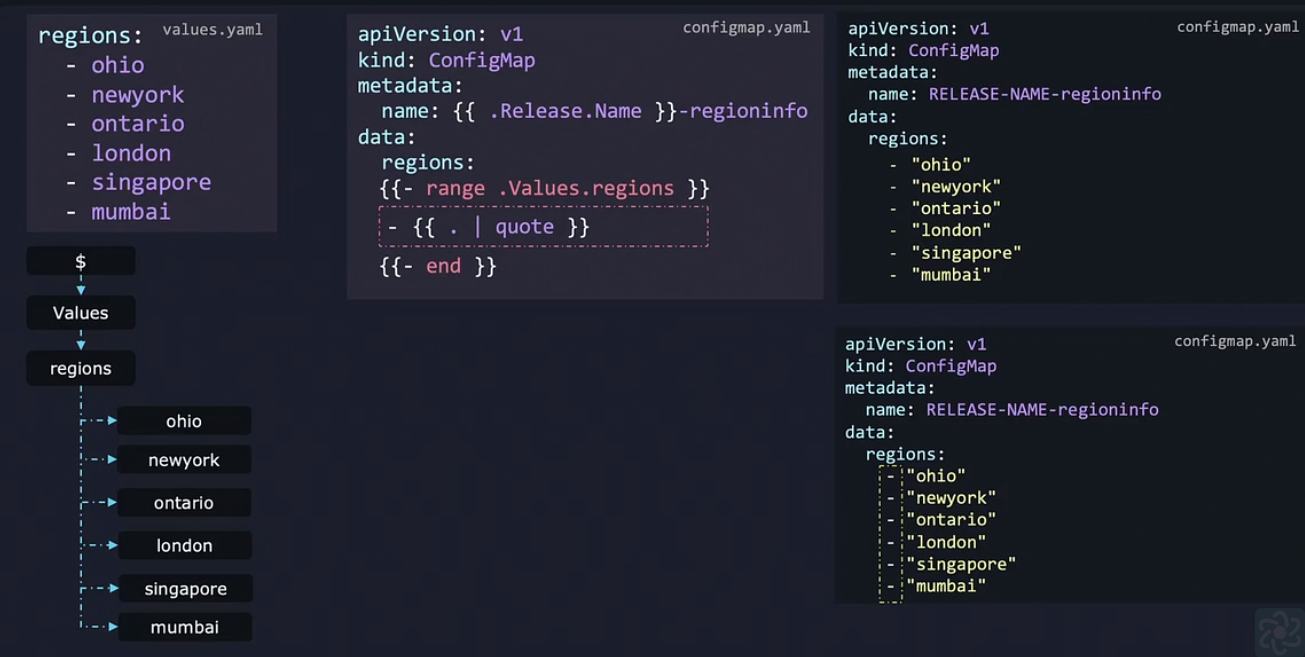 values.yaml
regions:
- ohio
- newyork
- ontario
- london
- singapore
- mumbai
$
Values
regions
ohio
newyork
ontario
london
singapore
mumbai
configmap.yaml
apiVersion: v1
kind: ConfigMap
metadata:
name: {{ .Release.Name }}-regioninfo
data:
regions:
{{- range .Values.regions }}
- {{ . | quote }}
{{- end }}
configmap.yaml
apiVersion: v1
kind: ConfigMap
metadata:
name: RELEASE-NAME-regioninfo
data:
regions:
- "ohio"
- "newyork"
- "ontario"
- "london"
- "singapore"
- "mumbai"
configmap.yaml
apiVersion: v1
kind: ConfigMap
metadata:
name: RELEASE-NAME-regioninfo
data:
regions:
- "ohio"
- "newyork"
- "ontario"
- "london"
- "singapore"
- "mumbai"